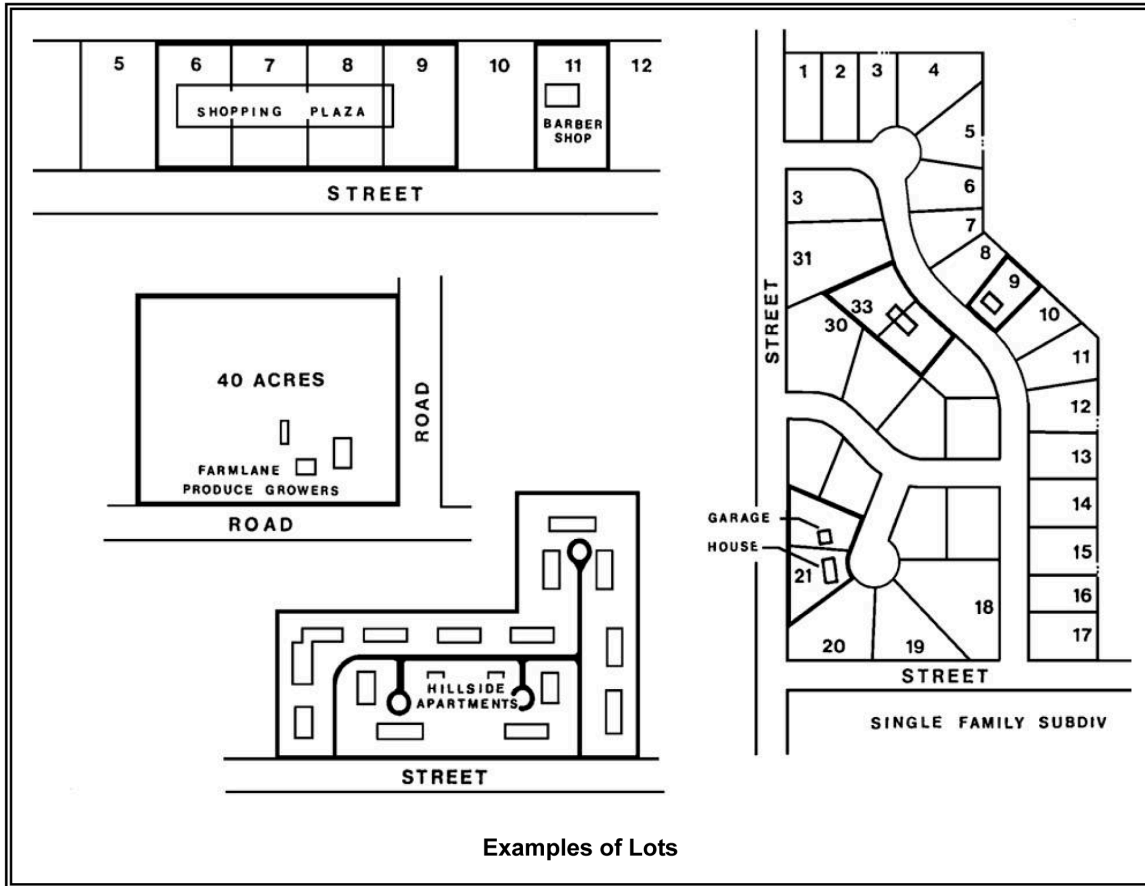 5
6
7
8
9
10
11
12
SHOPPING PLAZA
BARBER
SHOP
STREET
40 ACRES
FARMLANE
PRODUCE GROWERS
ROAD
ROAD
HILLSIDE
APARTMENTS
STREET
1
2
3
4
5
6
7
8
9
10
11
12
13
14
15
16
17
18
19
20
21
3
31
33
30
STREET
GARAGE
HOUSE
STREET
SINGLE FAMILY SUBDIV
Examples of Lots